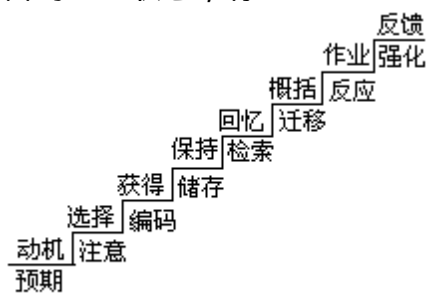 反馈
作业 强化
概括 反应
回忆 迁移
保持 检索
获得 储存
选择 编码
动机 注意
预期